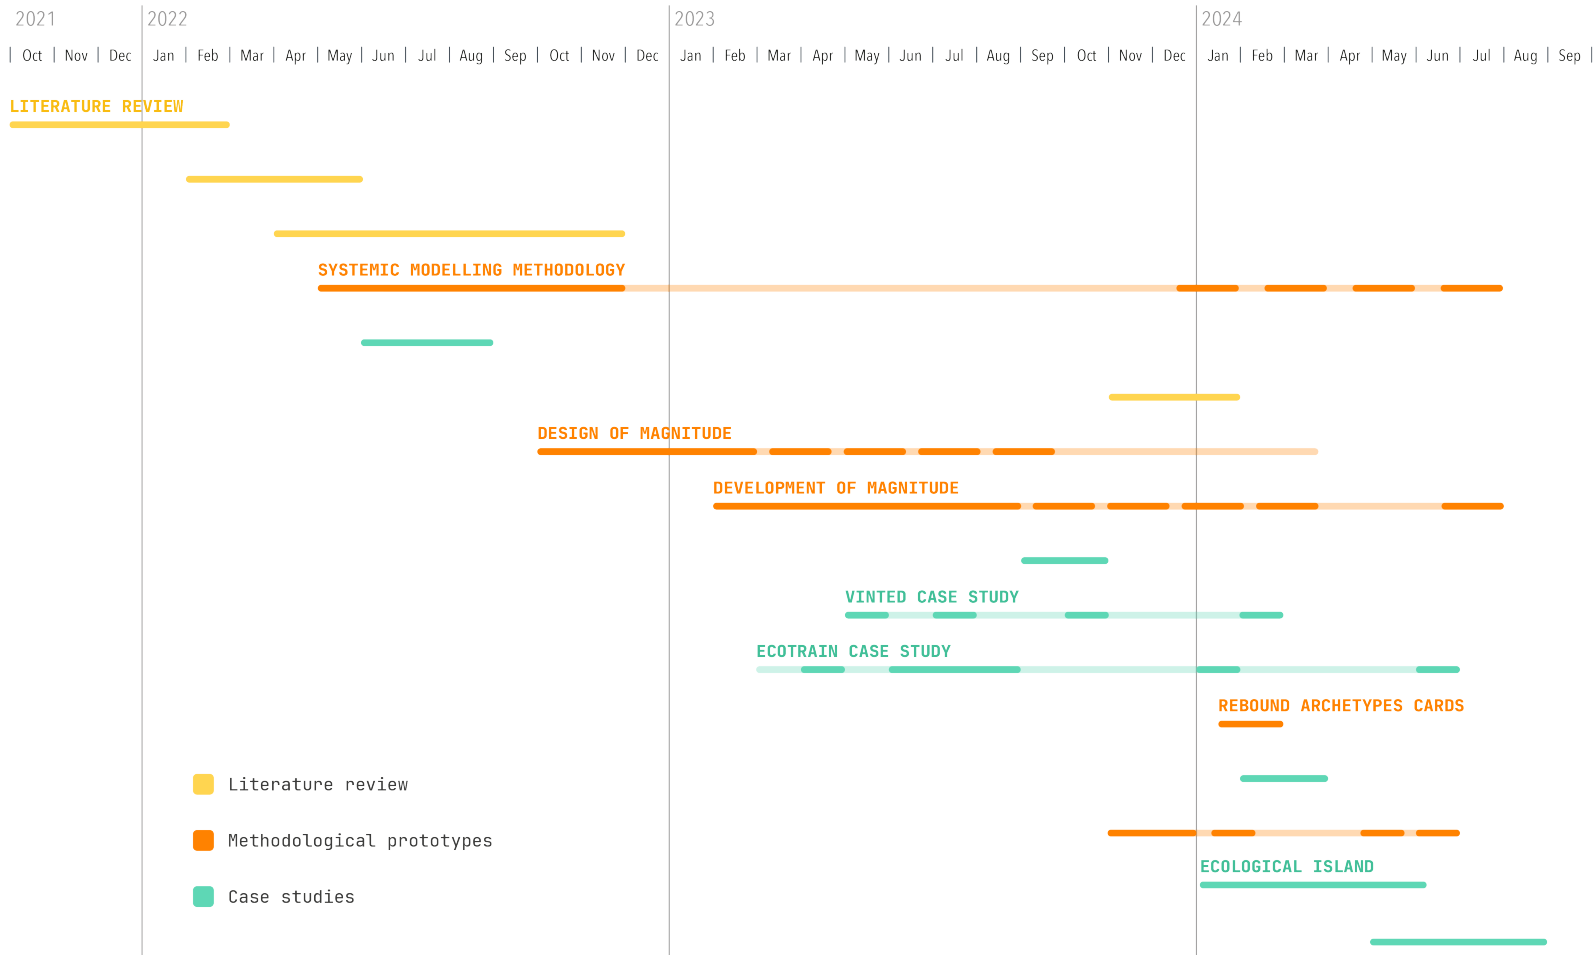 2021 2022 2023 2024
Oct Nov Dec Jan Feb Mar Apr May Jun Jul Aug Sep Oct Nov Dec Jan Feb Mar Apr May Jun Jul Aug Sep Oct Nov Dec Jan Feb Mar Apr May Jun Jul Aug Sep
LITERATURE REVIEW
SYSTEMIC MODELLING METHODOLOGY
DESIGN OF MAGNITUDE
DEVELOPMENT OF MAGNITUDE
VINTED CASE STUDY
ECOTRAIN CASE STUDY
REBOUND ARCHETYPES CARDS
Literature review
Methodological prototypes
ECOLOGICAL ISLAND
Case studies